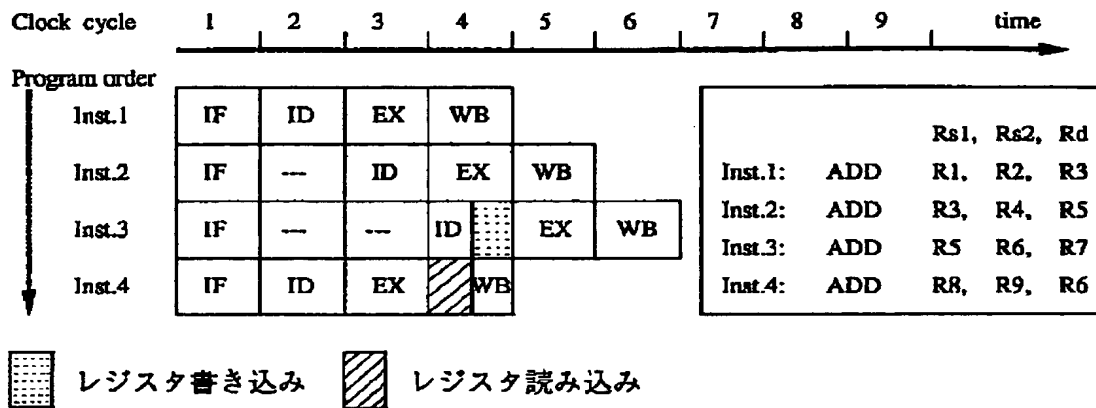 Clock cycle 1 2 3 4 5 6 7 8 9 time
Program order
Inst.1 IF ID EX WB
Inst.2 IF --- ID EX WB
Inst.3 IF --- --- ID EX WB
Inst.4 IF ID EX WB
Rs1, Rs2, Rd
Inst.1: ADD R1, R2, R3
Inst.2: ADD R3, R4, R5
Inst.3: ADD R5 R6, R7
Inst.4: ADD R8, R9, R6
レジスタ書き込み レジスタ読み込み